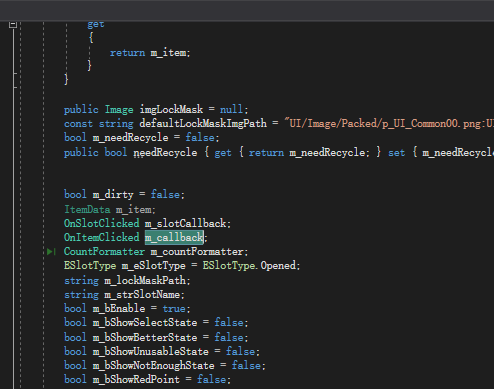 get
{
return m_item;
}
}
public Image imgLockMask = null;
const string defaultLockMaskImgPath = "UI/Image/Packed/p_UI_Common00.png:UI
bool m_needRecycle = false;
public bool needRecycle { get { return m_needRecycle; } set { m_needRecycle
bool m_dirty = false;
ItemData m_item;
OnSlotClicked m_slotCallback;
OnItemClicked m_callback;
CountFormatter m_countFormatter;
ESlotType m_eSlotType = ESlotType.Opened;
string m_lockMaskPath;
string m_strSlotName;
bool m_bEnable = true;
bool m_bShowSelectState = false;
bool m_bShowBetterState = false;
bool m_bShowUnusableState = false;
bool m_bShowNotEnoughState = false;
bool m_bShowRedPoint = false;